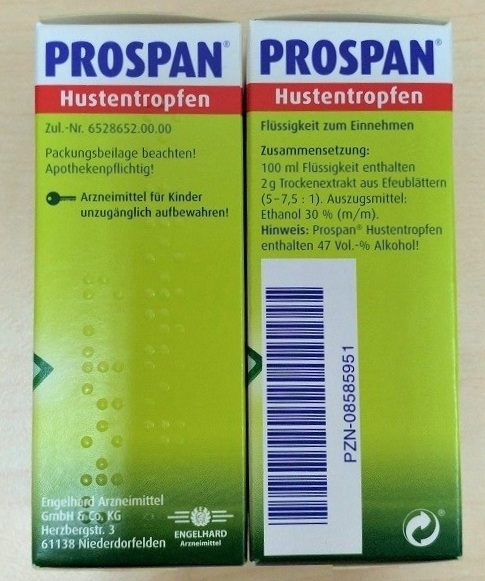 PROSPAN®
Hustentropfen
Zul.-Nr. 6528652.00.00
Packungsbeilage beachten!
Apothekenpflichtig!
Arzneimittel für Kinder
unzugänglich aufbewahren!
Engelhard Arzneimittel
GmbH & Co. KG
Herzbergstr. 3
61138 Niederdorfelden
ENGELHARD
Arzneimittel
PROSPAN®
Hustentropfen
Flüssigkeit zum Einnehmen
Zusammensetzung:
100 ml Flüssigkeit enthalten
2 g Trockenextrakt aus Efeublättern
(5–7,5 : 1). Auszugsmittel:
Ethanol 30 % (m/m).
Hinweis: Prospan® Hustentropfen
enthalten 47 Vol.-% Alkohol!
PZN-08585951
®